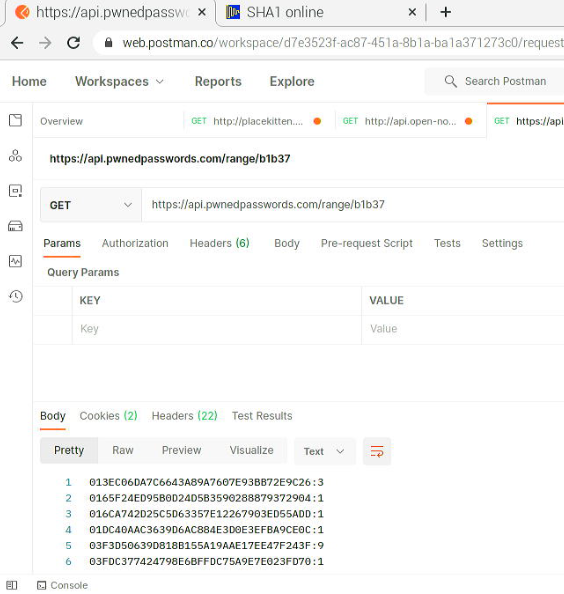 https://api.pwnedpasswo × SHA1 online × +
web.postman.co/workspace/d7e3523f-ac87-451a-8b1a-ba1a371273c0/request
Home Workspaces Reports Explore Search Postman
Overview GET http://placekitten.... GET http://api.open-no... GET https://api
https://api.pwnedpasswords.com/range/b1b37
GET https://api.pwnedpasswords.com/range/b1b37
Params Authorization Headers (6) Body Pre-request Script Tests Settings
Query Params
KEY VALUE
Key Value
Body Cookies (2) Headers (22) Test Results
Pretty Raw Preview Visualize Text
1 013EC06DA7C6643A89A7607E93BB72E9C26:3
2 0165F24ED95B0D24D5B3590288879372904:1
3 016CA742D25C5D63357E12267903ED55ADD:1
4 01DC40AAC3639D6AC884E3D0E3EFBA9CE0C:1
5 03F3D50639D818B155A19AAE17EE47F243F:9
6 03FDC377424798E6BFFDC75A9E7E023FD70:1
Console